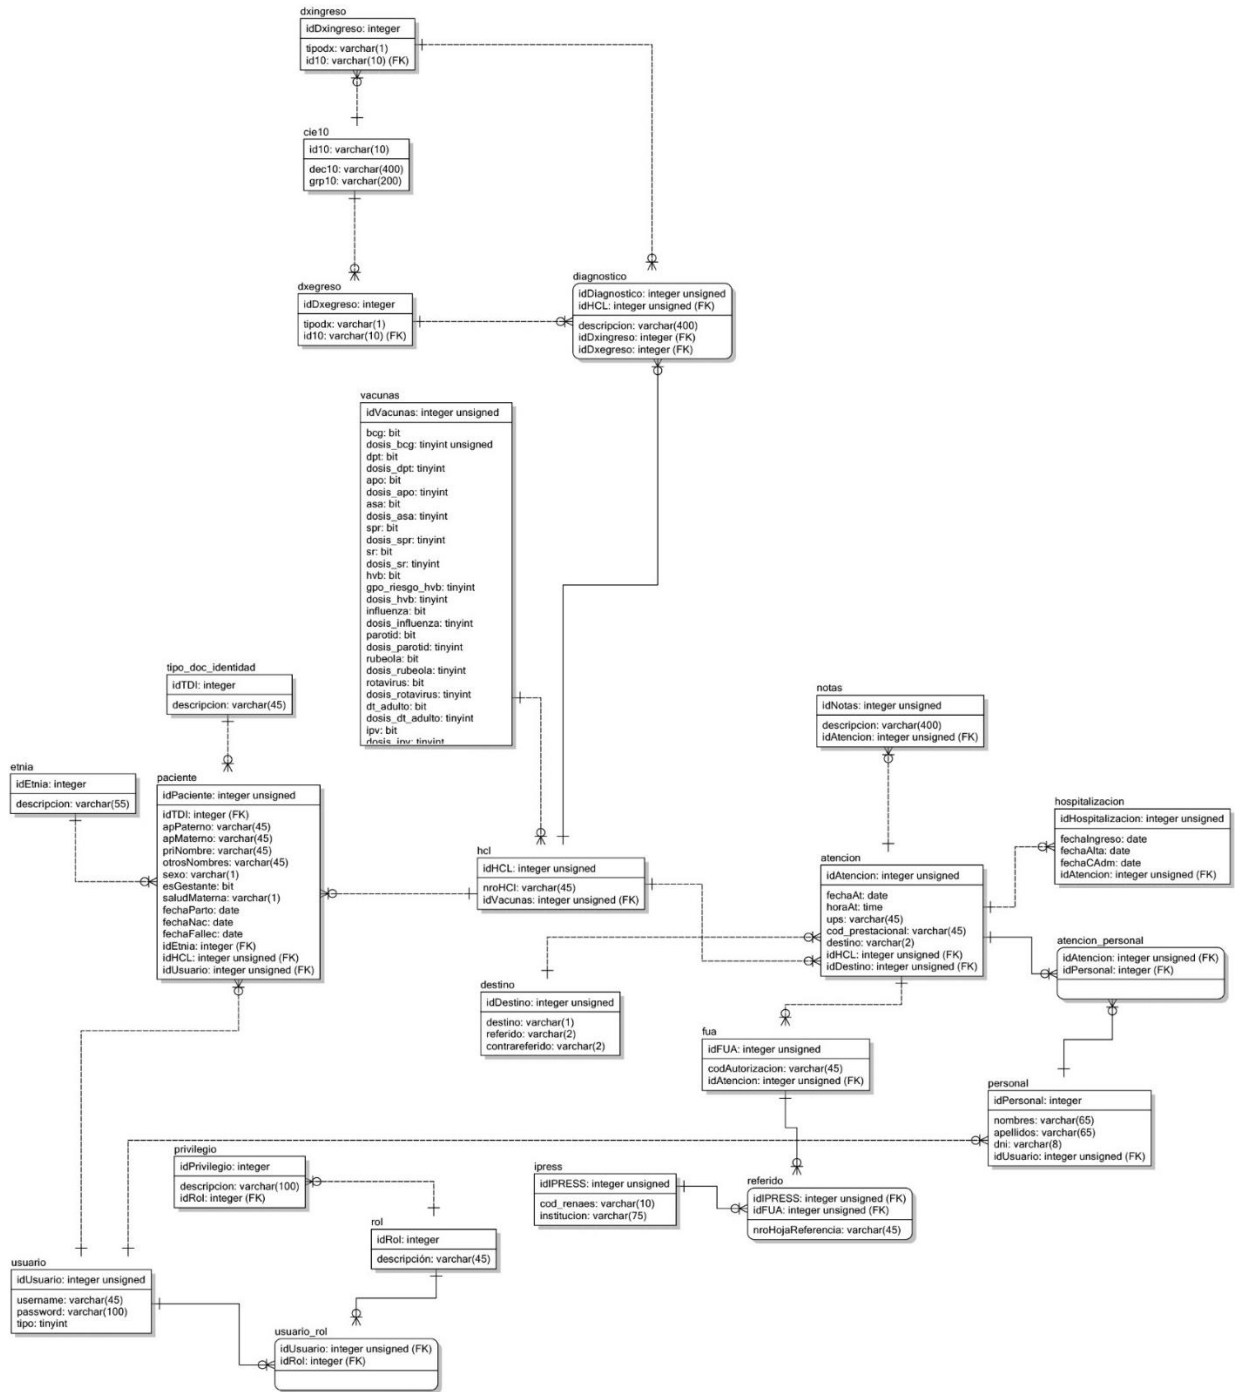 dxingreso
idDxingreso: integer
tipodx: varchar(1)
id10: varchar(10) (FK)
cie10
id10: varchar(10)
dec10: varchar(400)
grp10: varchar(200)
dxegreso
idDxegreso: integer
tipodx: varchar(1)
id10: varchar(10) (FK)
diagnostico
idDiagnostico: integer unsigned
idHCL: integer unsigned (FK)
descripcion: varchar(400)
idDxingreso: integer (FK)
idDxegreso: integer (FK)
vacunas
idVacunas: integer unsigned
bcg: bit
dosis_bcg: tinyint unsigned
dpt: bit
dosis_dpt: tinyint
apo: bit
dosis_apo: tinyint
asa: bit
dosis_asa: tinyint
spr: bit
dosis_spr: tinyint
sr: bit
dosis_sr: tinyint
hvb: bit
gpo_riesgo_hvb: tinyint
dosis_hvb: tinyint
influenza: bit
dosis_influenza: tinyint
parotid: bit
dosis_parotid: tinyint
rubeola: bit
dosis_rubeola: tinyint
rotavirus: bit
dosis_rotavirus: tinyint
dt_adulto: bit
dosis_dt_adulto: tinyint
ipv: bit
dosis_ipv: tinyint
tipo_doc_identidad
idTDI: integer
descripcion: varchar(45)
etnia
idEtnia: integer
descripcion: varchar(55)
paciente
idPaciente: integer unsigned
idTDI: integer (FK)
apPaterno: varchar(45)
apMaterno: varchar(45)
priNombre: varchar(45)
otrosNombres: varchar(45)
sexo: varchar(1)
esGestante: bit
saludMaterna: varchar(1)
fechaParto: date
fechaNac: date
fechaFallec: date
idEtnia: integer (FK)
idHCL: integer unsigned (FK)
idUsuario: integer unsigned (FK)
hcl
idHCL: integer unsigned
nroHCl: varchar(45)
idVacunas: integer unsigned (FK)
notas
idNotas: integer unsigned
descripcion: varchar(400)
idAtencion: integer unsigned (FK)
hospitalizacion
idHospitalizacion: integer unsigned
fechaIngreso: date
fechaAlta: date
fechaCAdm: date
idAtencion: integer unsigned (FK)
atencion
idAtencion: integer unsigned
fechaAt: date
horaAt: time
ups: varchar(45)
cod_prestacional: varchar(45)
destino: varchar(2)
idHCL: integer unsigned (FK)
idDestino: integer unsigned (FK)
atencion_personal
idAtencion: integer unsigned (FK)
idPersonal: integer (FK)
destino
idDestino: integer unsigned
destino: varchar(1)
referido: varchar(2)
contrareferido: varchar(2)
fua
idFUA: integer unsigned
codAutorizacion: varchar(45)
idAtencion: integer unsigned (FK)
personal
idPersonal: integer
nombres: varchar(65)
apellidos: varchar(65)
dni: varchar(8)
idUsuario: integer unsigned (FK)
privilegio
idPrivilegio: integer
descripcion: varchar(100)
idRol: integer (FK)
ipress
idIPRESS: integer unsigned
cod_renaes: varchar(10)
institucion: varchar(75)
referido
idIPRESS: integer unsigned (FK)
idFUA: integer unsigned (FK)
nroHojaReferencia: varchar(45)
rol
idRol: integer
descripción: varchar(45)
usuario
idUsuario: integer unsigned
username: varchar(45)
password: varchar(100)
tipo: tinyint
usuario_rol
idUsuario: integer unsigned (FK)
idRol: integer (FK)